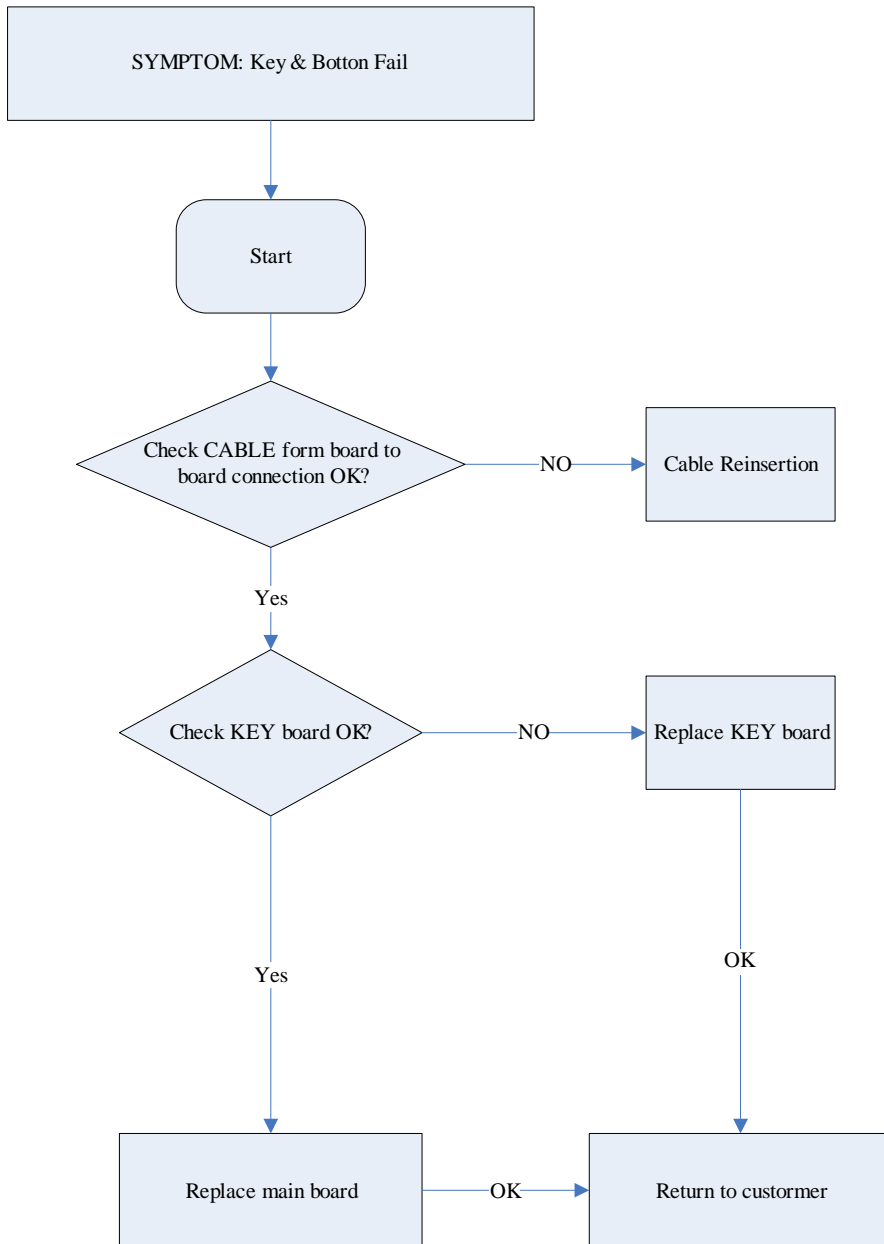 SYMPTOM: Key & Botton Fail
Start
Check CABLE form board to
board connection OK?
NO
Cable Reinsertion
Yes
Check KEY board OK?
NO
Replace KEY board
Yes
OK
Replace main board
OK
Return to custormer